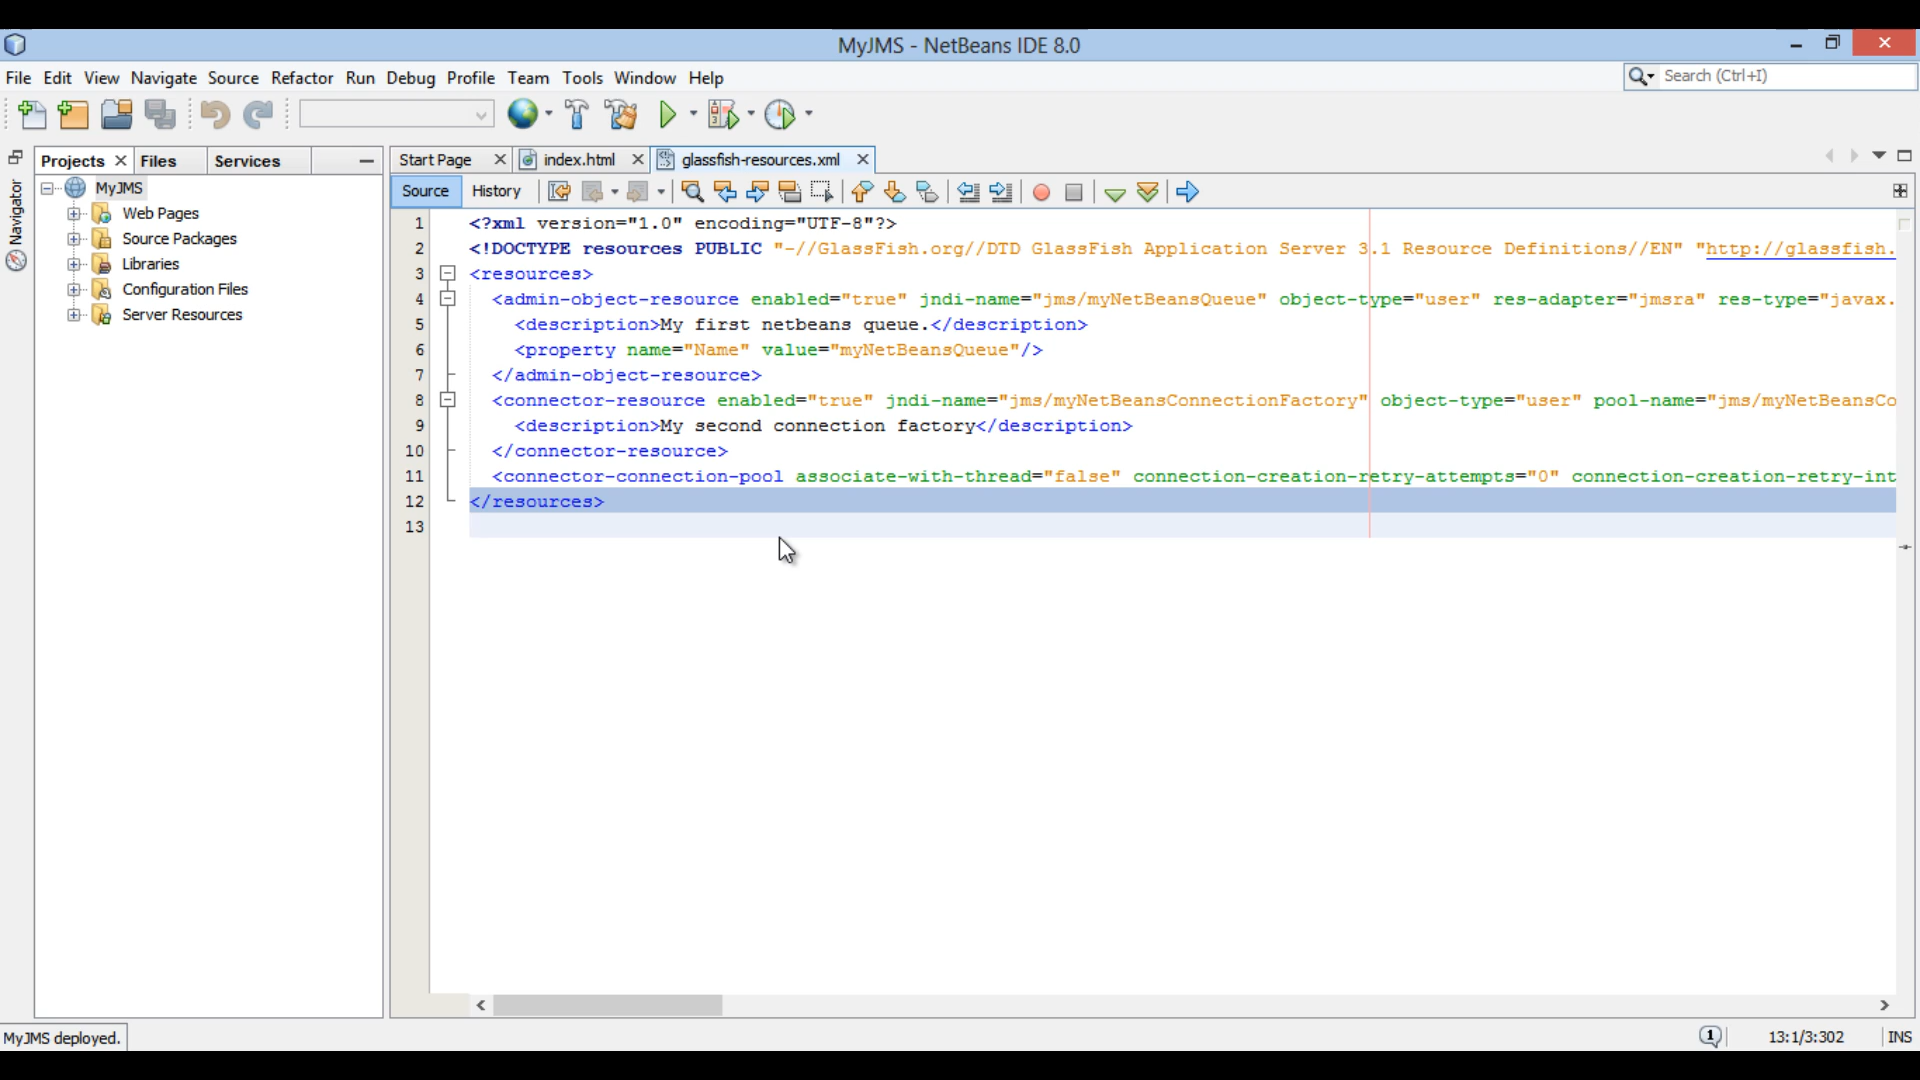 MyJMS - NetBeans IDE 8.0
File Edit View Navigate Source Refactor Run Debug Profile Team Tools Window Help
Search (Ctrl+I)
Projects Files Services
Navigator
MyJMS
Web Pages
Source Packages
Libraries
Configuration Files
Server Resources
Start Page index.html glassfish-resources.xml
Source History
1 <?xml version="1.0" encoding="UTF-8"?>
2 <!DOCTYPE resources PUBLIC "-//GlassFish.org//DTD GlassFish Application Server 3.1 Resource Definitions//EN" "http://glassfish.
3 <resources>
4 <admin-object-resource enabled="true" jndi-name="jms/myNetBeansQueue" object-type="user" res-adapter="jmsra" res-type="javax.
5 <description>My first netbeans queue.</description>
6 <property name="Name" value="myNetBeansQueue"/>
7 </admin-object-resource>
8 <connector-resource enabled="true" jndi-name="jms/myNetBeansConnectionFactory" object-type="user" pool-name="jms/myNetBeansCo
9 <description>My second connection factory</description>
10 </connector-resource>
11 <connector-connection-pool associate-with-thread="false" connection-creation-retry-attempts="0" connection-creation-retry-int
12 </resources>
13
MyJMS deployed.
1
13:1/3:302
INS